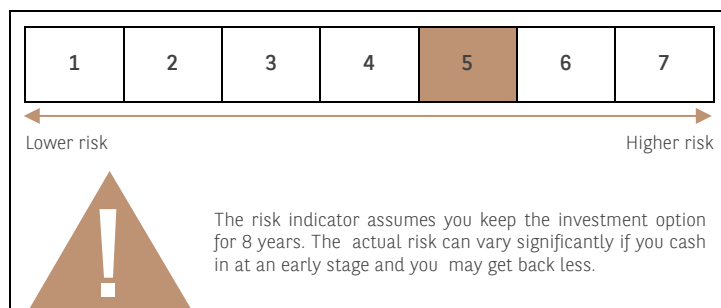 1 2 3 4 5 6 7
Lower risk Higher risk
!
The risk indicator assumes you keep the investment option
for 8 years. The actual risk can vary significantly if you cash
in at an early stage and you may get back less.